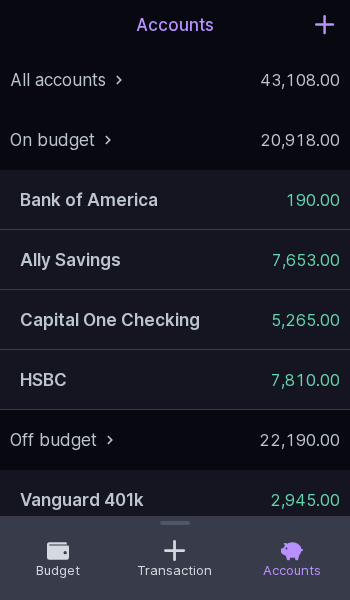 Accounts
All accounts 43,108.00
On budget 20,918.00
Bank of America 190.00
Ally Savings 7,653.00
Capital One Checking 5,265.00
HSBC 7,810.00
Off budget 22,190.00
Vanguard 401k 2,945.00
Budget Transaction Accounts